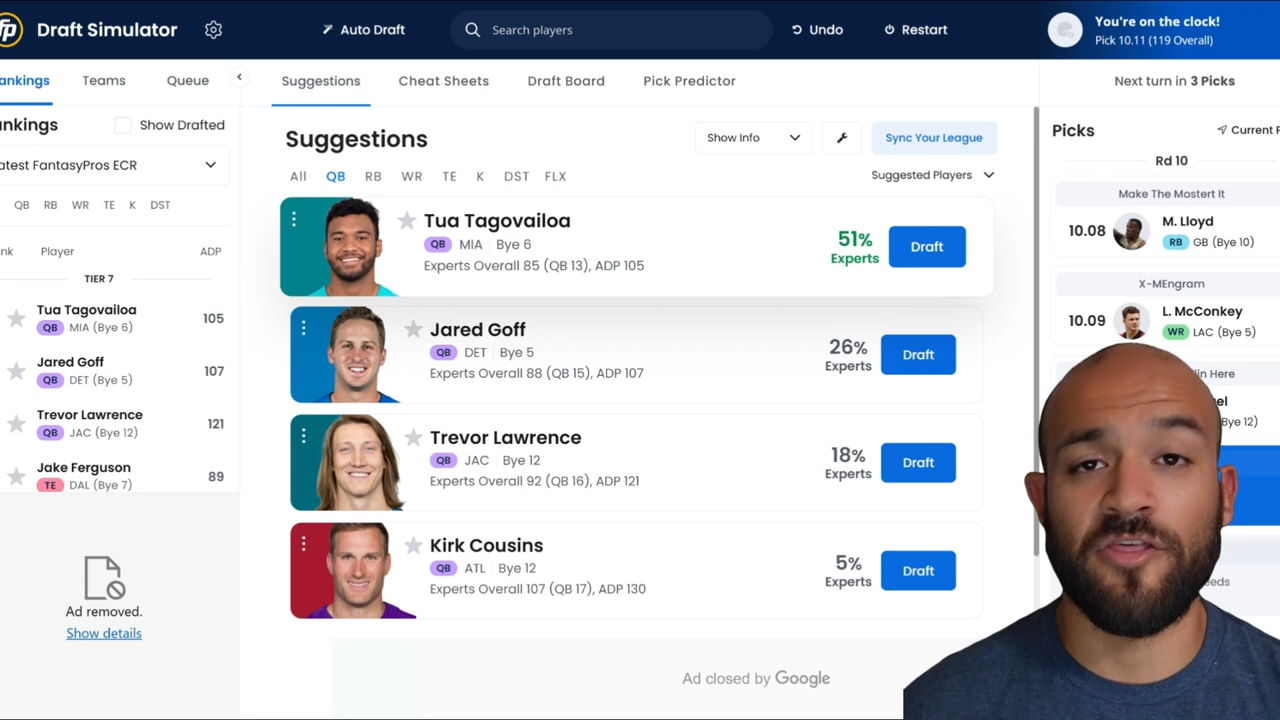 fp
Draft Simulator
Auto Draft
Search players
Undo
Restart
You're on the clock!
Pick 10.11 (119 Overall)
ankings
Teams
Queue
Suggestions
Cheat Sheets
Draft Board
Pick Predictor
Next turn in 3 Picks
ankings
Show Drafted
atest FantasyPros ECR
QB RB WR TE K DST
nk Player ADP
TIER 7
Tua Tagovailoa
QB MIA (Bye 6)
105
Jared Goff
QB DET (Bye 5)
107
Trevor Lawrence
QB JAC (Bye 12)
121
Jake Ferguson
TE DAL (Bye 7)
89
Ad removed.
Show details
Suggestions
Show Info
Sync Your League
All QB RB WR TE K DST FLX
Suggested Players
Tua Tagovailoa
QB MIA Bye 6
Experts Overall 85 (QB 13), ADP 105
51%
Experts
Draft
Jared Goff
QB DET Bye 5
Experts Overall 88 (QB 15), ADP 107
26%
Experts
Draft
Trevor Lawrence
QB JAC Bye 12
Experts Overall 92 (QB 16), ADP 121
18%
Experts
Draft
Kirk Cousins
QB ATL Bye 12
Experts Overall 107 (QB 17), ADP 130
5%
Experts
Draft
Ad closed by Google
Picks
Current P
Rd 10
Make The Mostert It
10.08
M. Lloyd
RB GB (Bye 10)
X-MEngram
10.09
L. McConkey
WR LAC (Bye 5)
in Here
el
Bye 12)
eeds